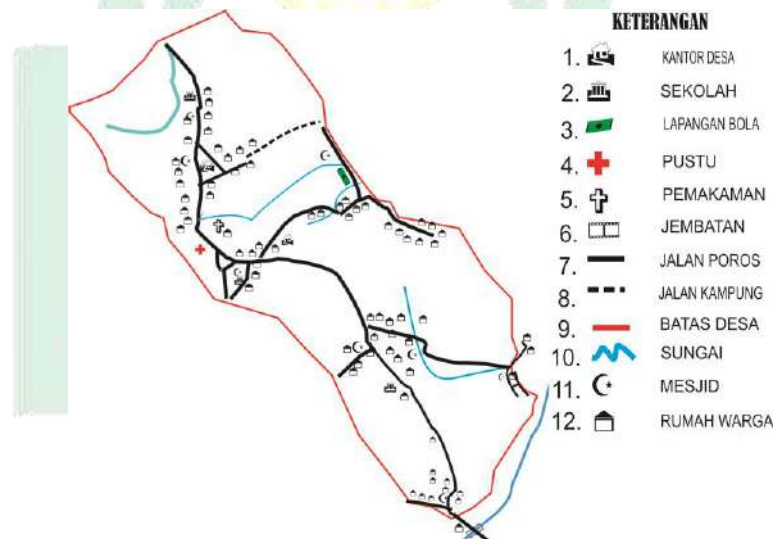 KETERANGAN
1. KANTOR DESA
2. SEKOLAH
3. LAPANGAN BOLA
4. PUSTU
5. PEMAKAMAN
6. JEMBATAN
7. JALAN POROS
8. JALAN KAMPUNG
9. BATAS DESA
10. SUNGAI
11. MESJID
12. RUMAH WARGA